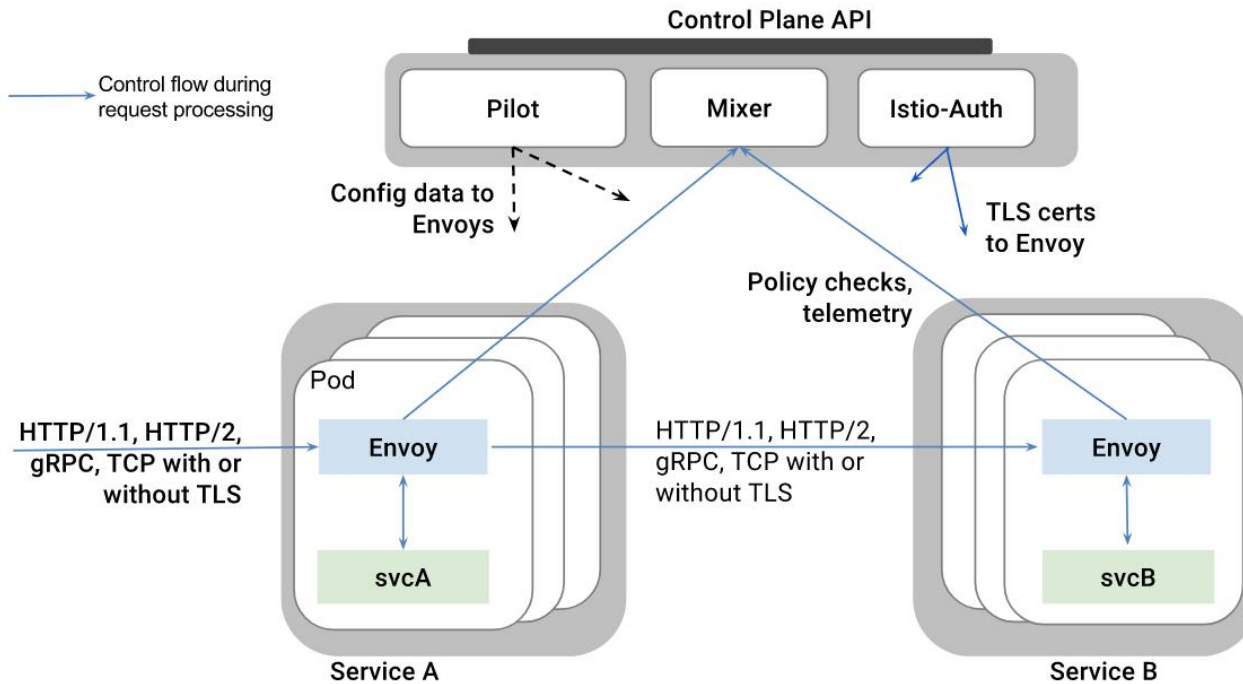 Control Plane API
Control flow during
request processing
Pilot
Mixer
Istio-Auth
Config data to
Envoys
TLS certs
to Envoy
Policy checks,
telemetry
Pod
HTTP/1.1, HTTP/2,
gRPC, TCP with or
without TLS
Envoy
HTTP/1.1, HTTP/2,
gRPC, TCP with or
without TLS
Envoy
svcA
svcB
Service A
Service B